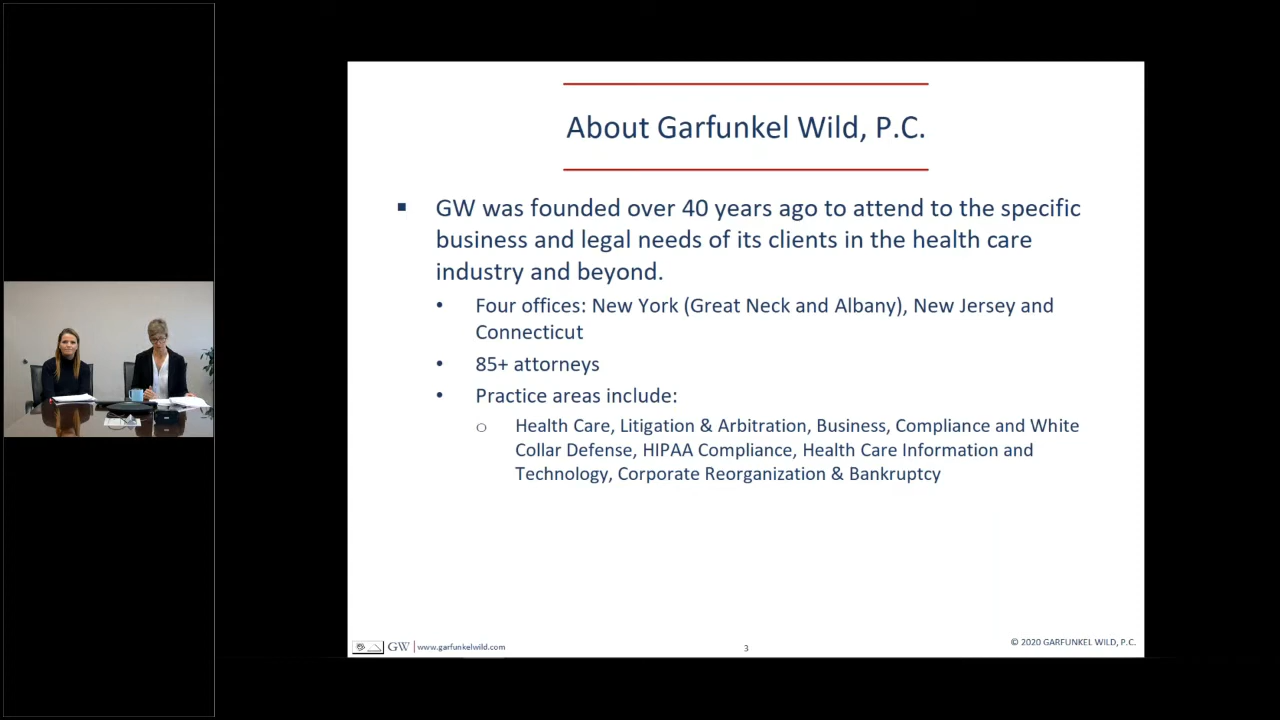 About Garfunkel Wild, P.C.
▪ GW was founded over 40 years ago to attend to the specific
business and legal needs of its clients in the health care
industry and beyond.
• Four offices: New York (Great Neck and Albany), New Jersey and
Connecticut
• 85+ attorneys
• Practice areas include:
o Health Care, Litigation & Arbitration, Business, Compliance and White
Collar Defense, HIPAA Compliance, Health Care Information and
Technology, Corporate Reorganization & Bankruptcy
GW | www.garfunkelwild.com
3
© 2020 GARFUNKEL WILD, P.C.